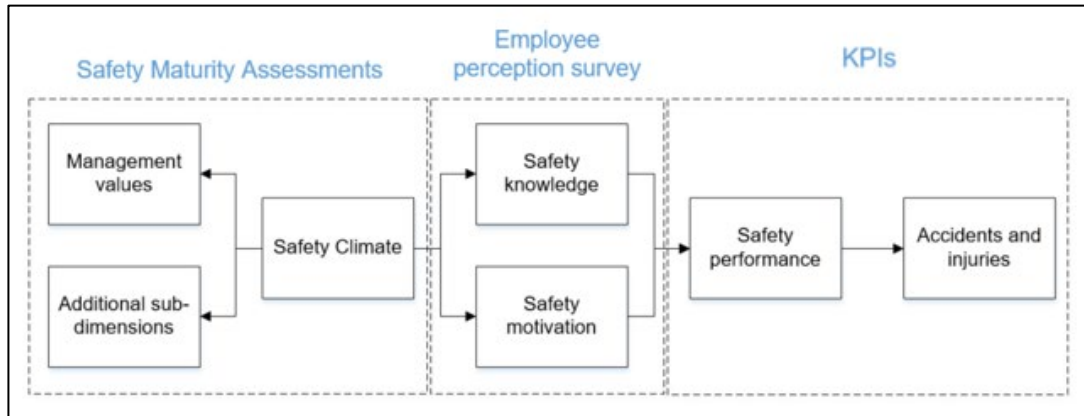 Safety Maturity Assessments
Employee
perception survey
KPIs
Management
values
Additional sub-
dimensions
Safety Climate
Safety
knowledge
Safety
motivation
Safety
performance
Accidents and
injuries